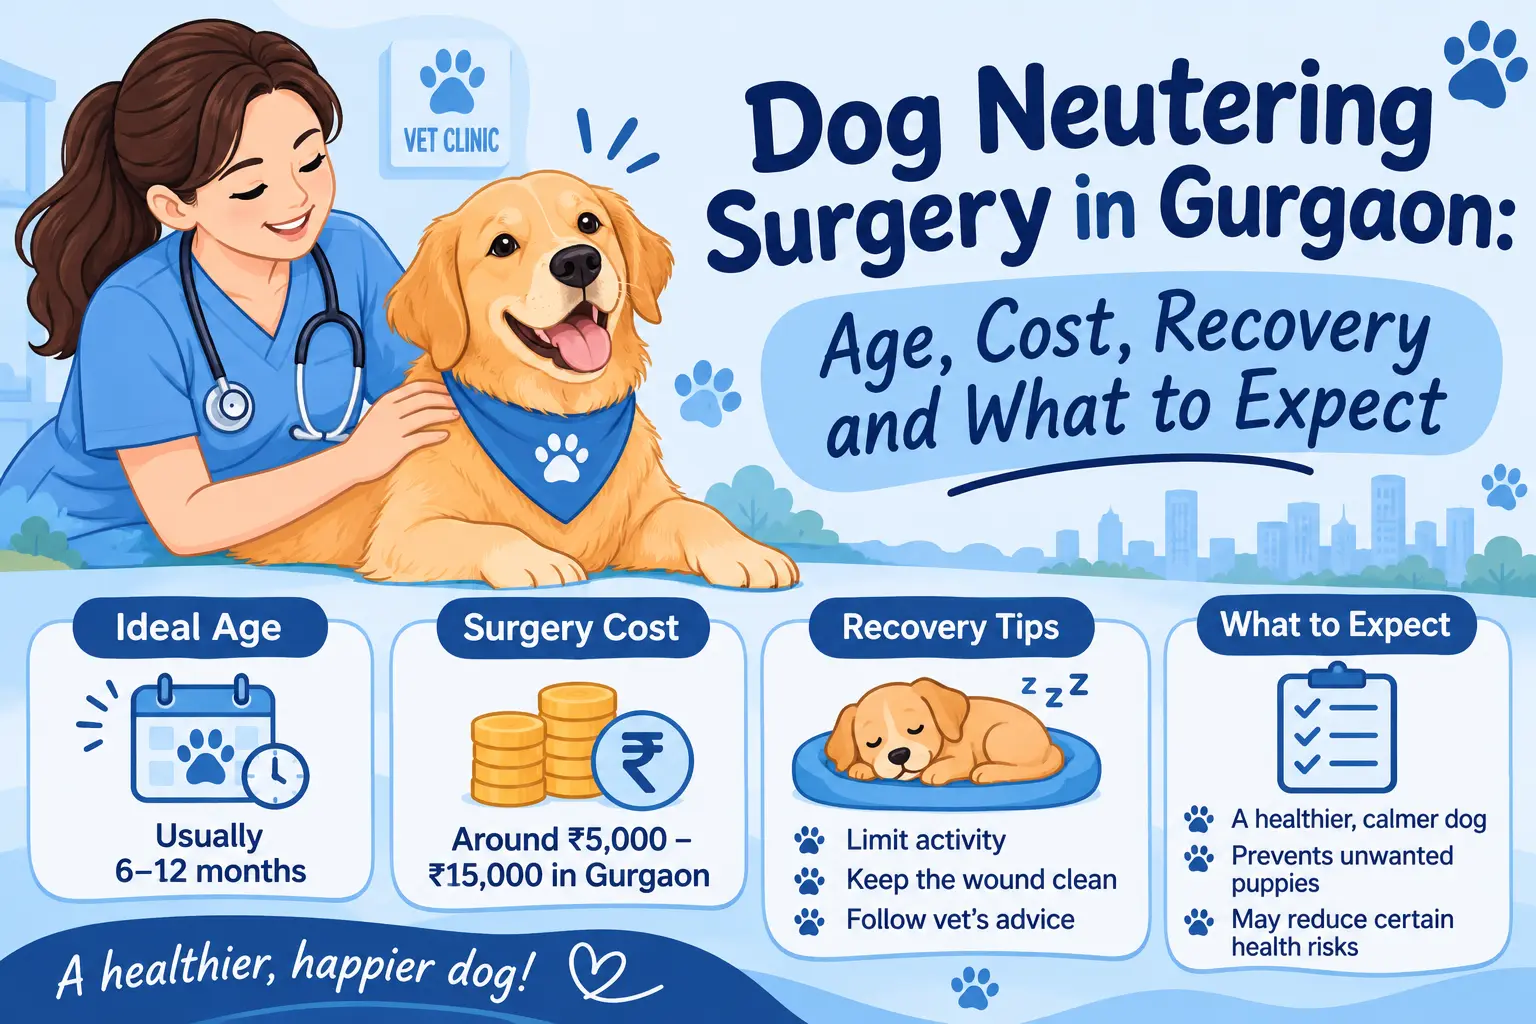 VET CLINIC
Dog Neutering
Surgery in Gurgaon:
Age, Cost, Recovery
and What to Expect
Ideal Age
Usually
6–12 months
Surgery Cost
₹
Around ₹5,000 –
₹15,000 in Gurgaon
Recovery Tips
z z z
Limit activity
Keep the wound clean
Follow vet's advice
What to Expect
A healthier, calmer dog
Prevents unwanted
puppies
May reduce certain
health risks
A healthier, happier dog!